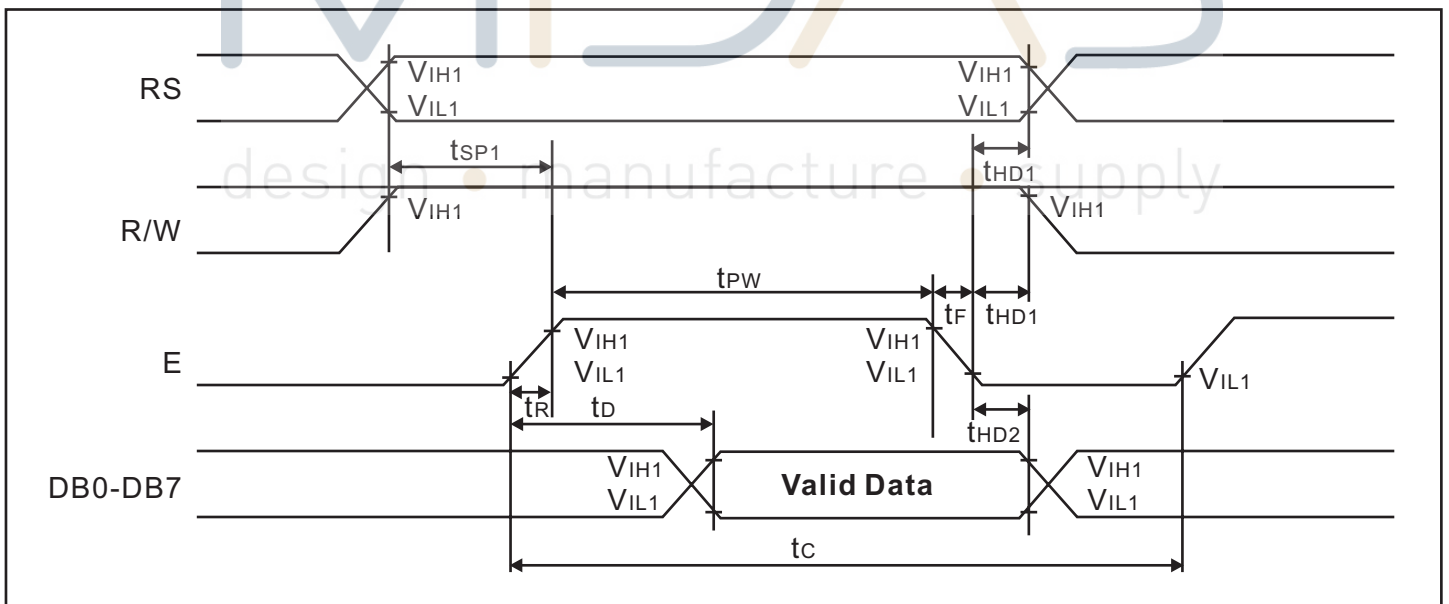 MIDAS
RS VIH1 VIH1
VIL1 VIL1
tSP1 tHD1
design • manufacture • supply
R/W VIH1 VIH1
tPW tF tHD1
E VIH1 VIH1
VIL1 VIL1 VIL1
tR tD tHD2
DB0-DB7 VIH1 Valid Data VIH1
VIL1 VIL1
tC